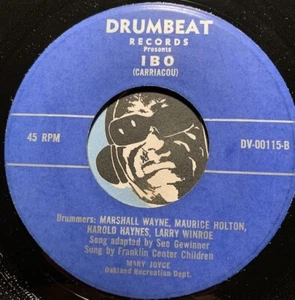 DRUMBEAT
RECORDS
Presents
IBO
(CARRIACOU)
45 RPM
DV-00115-B
Drummers: MARSHALL WAYNE, MAURICE HOLTON,
HAROLD HAYNES, LARRY WINROE
Song adapted by Sue Gewinner
Sung by Franklin Center Children
MARY JOYCE
Oakland Recreation Dept.